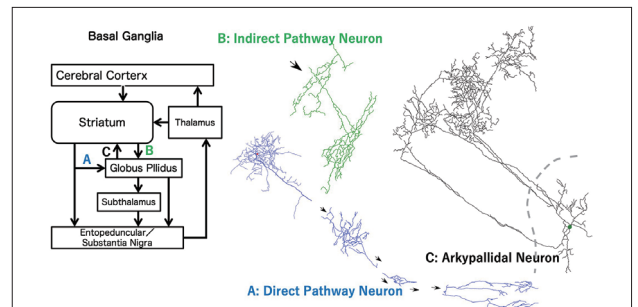 Basal Ganglia
Cerebral Corterx
Striatum
Thalamus
A
C
B
Globus Pllidus
Subthalamus
Entopeduncular／
Substantia Nigra
B: Indirect Pathway Neuron
C: Arkypallidal Neuron
A: Direct Pathway Neuron